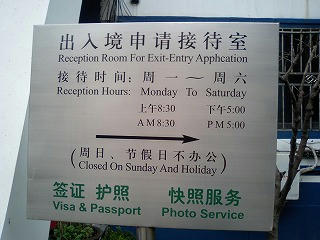 出入境申请接待室
Reception Room For Exit-Entry Application
接待时间：周一～周六
Reception Hours: Monday To Saturday
上午8:30 下午5:00
AM8:30 PM5:00
(周日、节假日不办公)
Closed On Sunday And Holiday
签证 护照 快照服务
Visa & Passport Photo Service